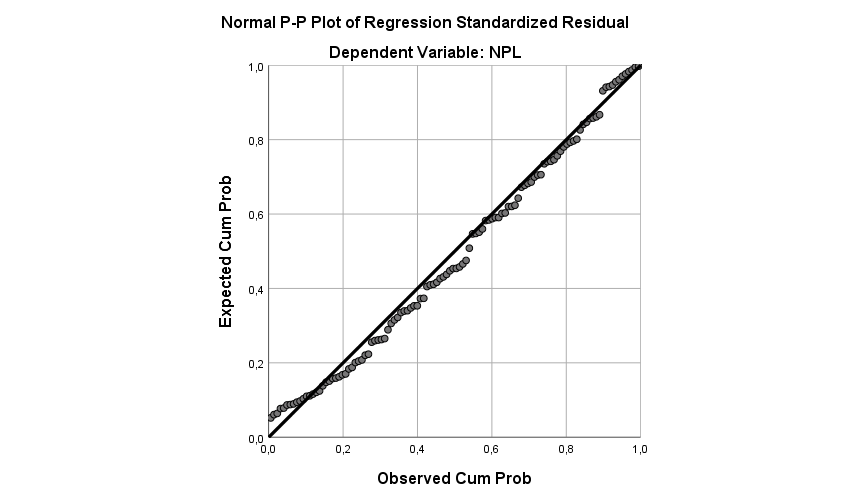 Normal P-P Plot of Regression Standardized Residual
Dependent Variable: NPL
1,0
0,8
0,6
0,4
0,2
0,0
Expected Cum Prob
0,0 0,2 0,4 0,6 0,8 1,0
Observed Cum Prob